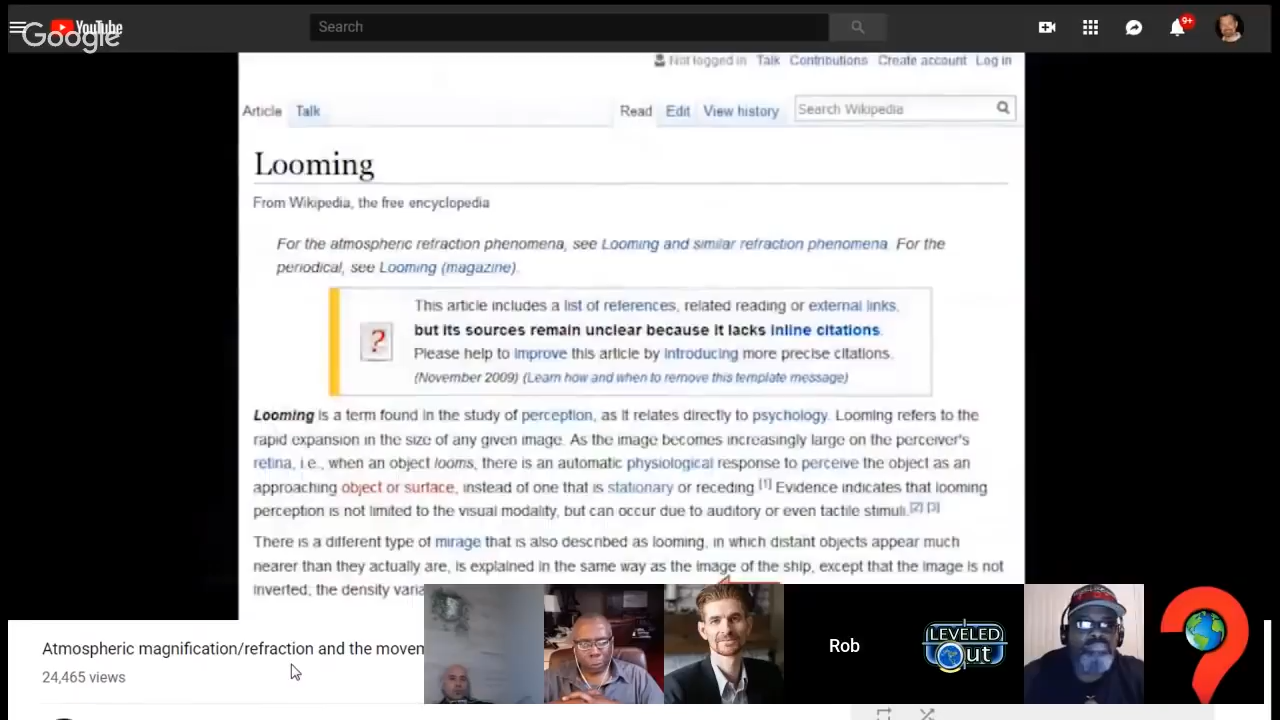 YouTube
Google
Search
9+
Not logged in Talk Contributions Create account Log in
Article Talk Read Edit View history Search Wikipedia
Looming
From Wikipedia, the free encyclopedia
For the atmospheric refraction phenomena, see Looming and similar refraction phenomena. For the
periodical, see Looming (magazine).
This article includes a list of references, related reading or external links,
but its sources remain unclear because it lacks inline citations.
Please help to improve this article by introducing more precise citations.
(November 2009) (Learn how and when to remove this template message)
Looming is a term found in the study of perception, as it relates directly to psychology. Looming refers to the
rapid expansion in the size of any given image. As the image becomes increasingly large on the perceiver's
retina, i.e., when an object looms, there is an automatic physiological response to perceive the object as an
approaching object or surface, instead of one that is stationary or receding.[1] Evidence indicates that looming
perception is not limited to the visual modality, but can occur due to auditory or even tactile stimuli.[2] [3]
There is a different type of mirage that is also described as looming, in which distant objects appear much
nearer than they actually are, is explained in the same way as the image of the ship, except that the image is not
inverted; the density
Atmospheric magnification/refraction and the
24,465 views
Rob
LEVELED
Out